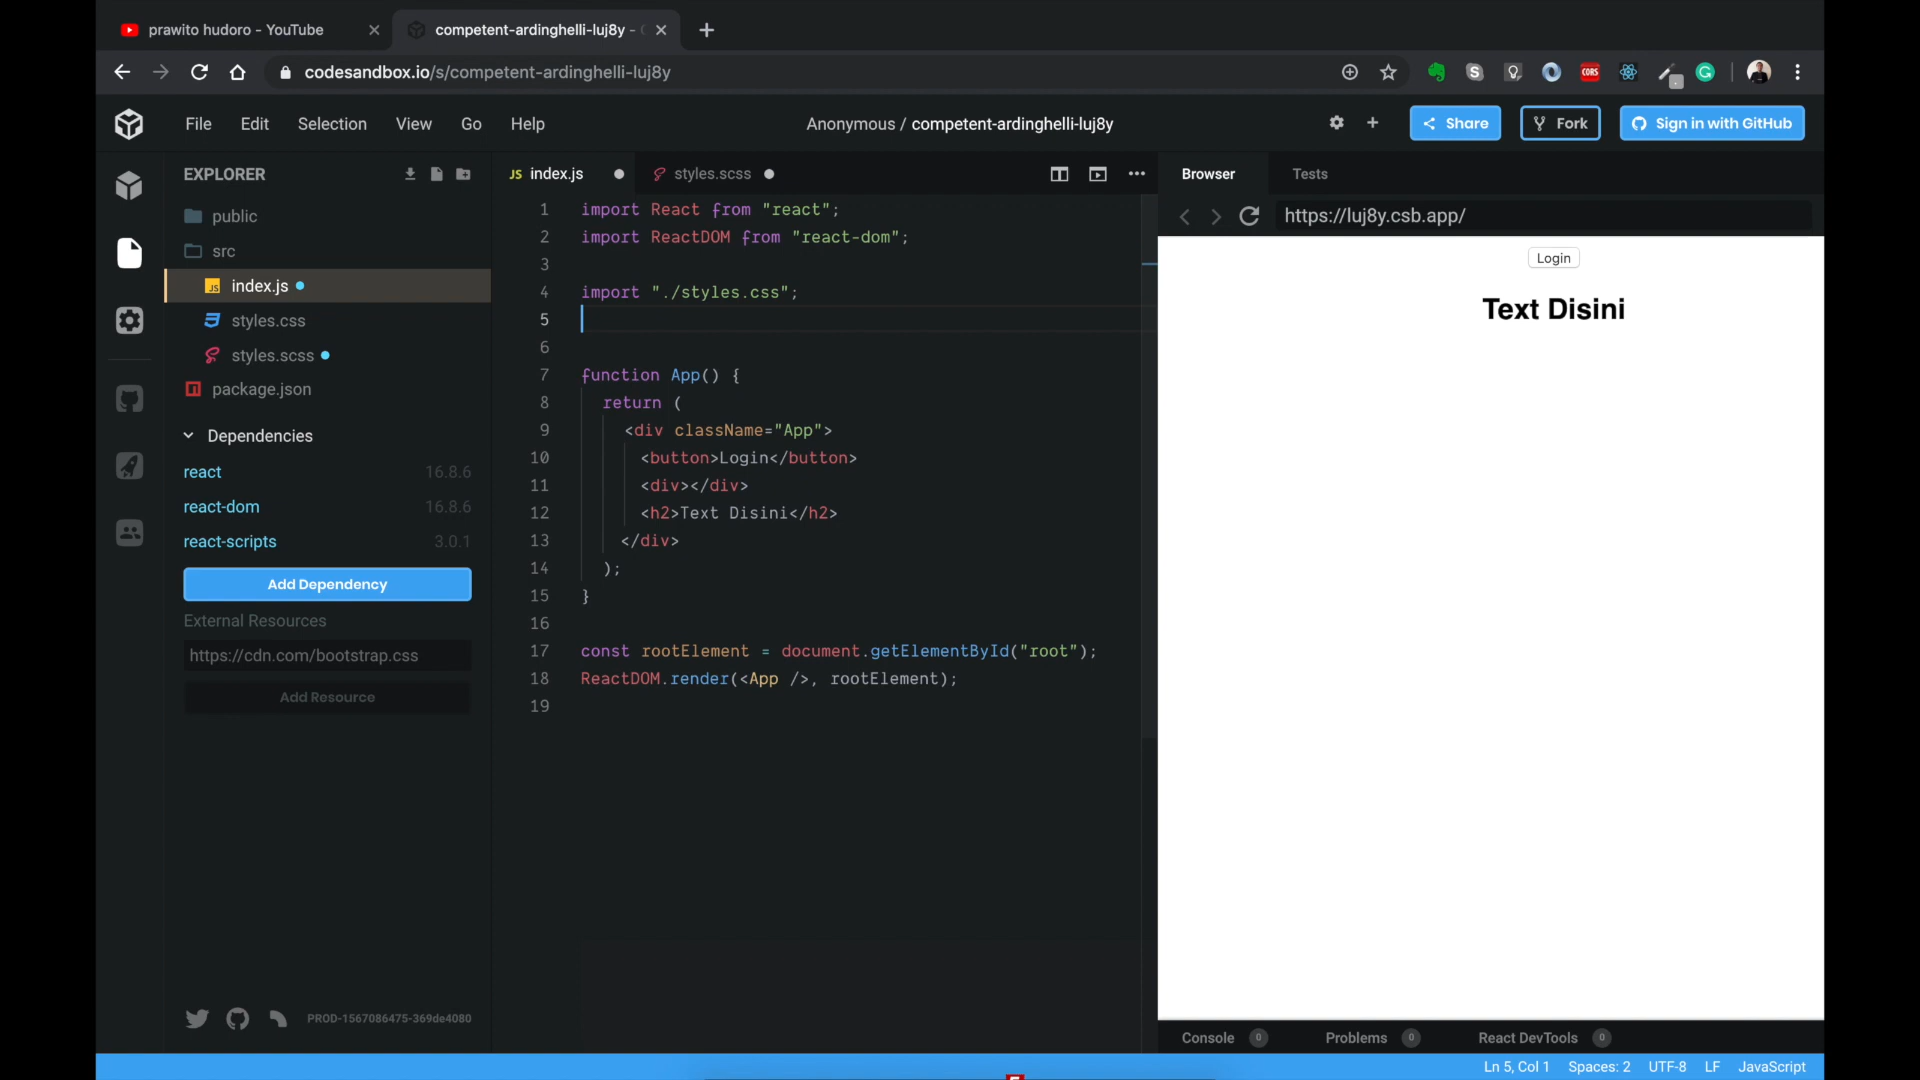 prawito hudoro - YouTube
competent-ardinghelli-luj8y -
codesandbox.io/s/competent-ardinghelli-luj8y
CORS
File Edit Selection View Go Help
Anonymous / competent-ardinghelli-luj8y
Share
Fork
Sign in with GitHub
EXPLORER
public
src
JS index.js
styles.css
styles.scss
package.json
Dependencies
react 16.8.6
react-dom 16.8.6
react-scripts 3.0.1
Add Dependency
External Resources
https://cdn.com/bootstrap.css
Add Resource
PROD-1567086475-369de4080
JS index.js
styles.scss
1 import React from "react";
2 import ReactDOM from "react-dom";
3
4 import "./styles.css";
5
6
7 function App() {
8 return (
9 <div className="App">
10 <button>Login</button>
11 <div></div>
12 <h2>Text Disini</h2>
13 </div>
14 );
15 }
16
17 const rootElement = document.getElementById("root");
18 ReactDOM.render(<App />, rootElement);
19
Browser Tests
https://luj8y.csb.app/
Login
Text Disini
Console 0 Problems 0 React DevTools 0
Ln 5, Col 1 Spaces: 2 UTF-8 LF JavaScript